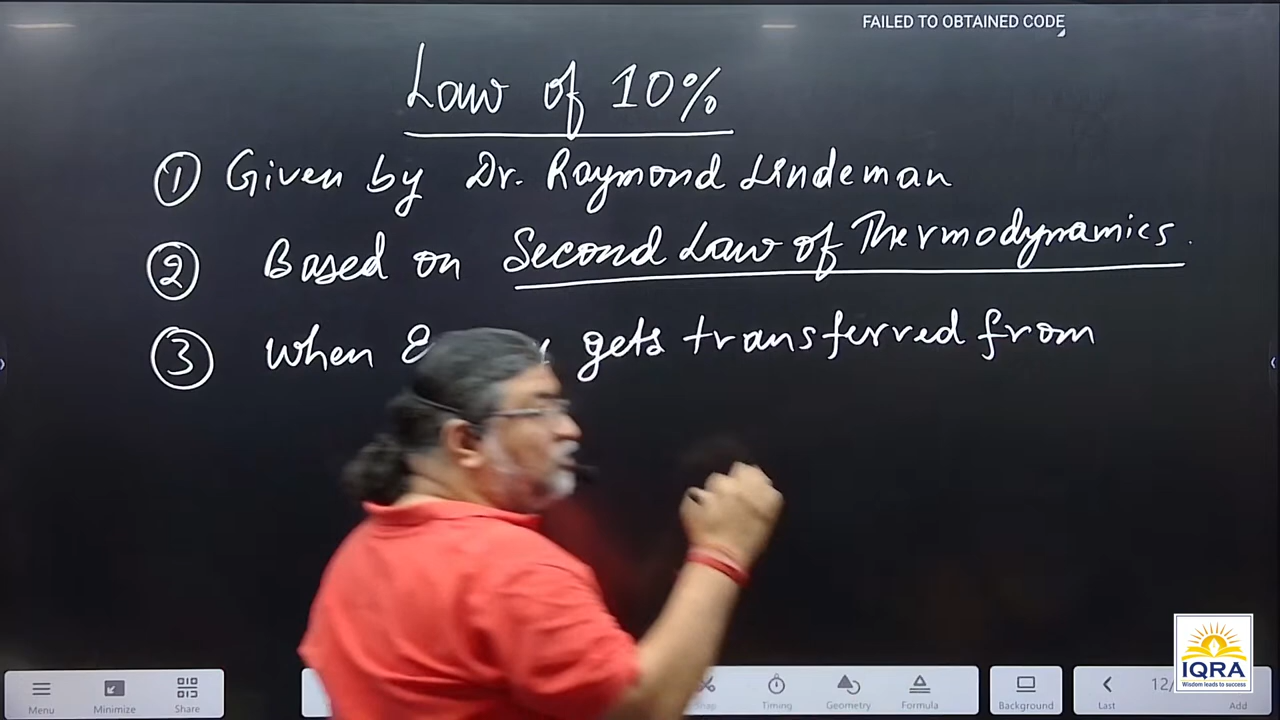 FAILED TO OBTAINED CODE
Law of 10%
① Given by Dr. Raymond Lindeman
② Based on Second Law of Thermodynamics.
③ When gets transferred from
Menu
Minimize
Share
Timing
Geometry
Formula
Background
Last
12/
Add
IQRA
Wisdom leads to success